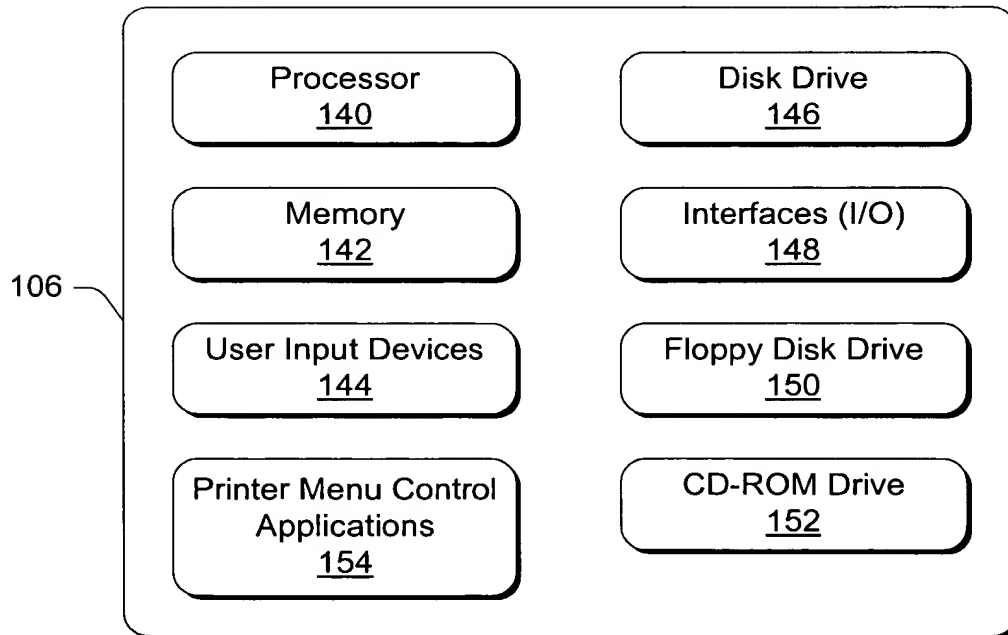 Processor
140
Disk Drive
146
Memory
142
Interfaces (I/O)
148
106
User Input Devices
144
Floppy Disk Drive
150
Printer Menu Control
Applications
154
CD-ROM Drive
152